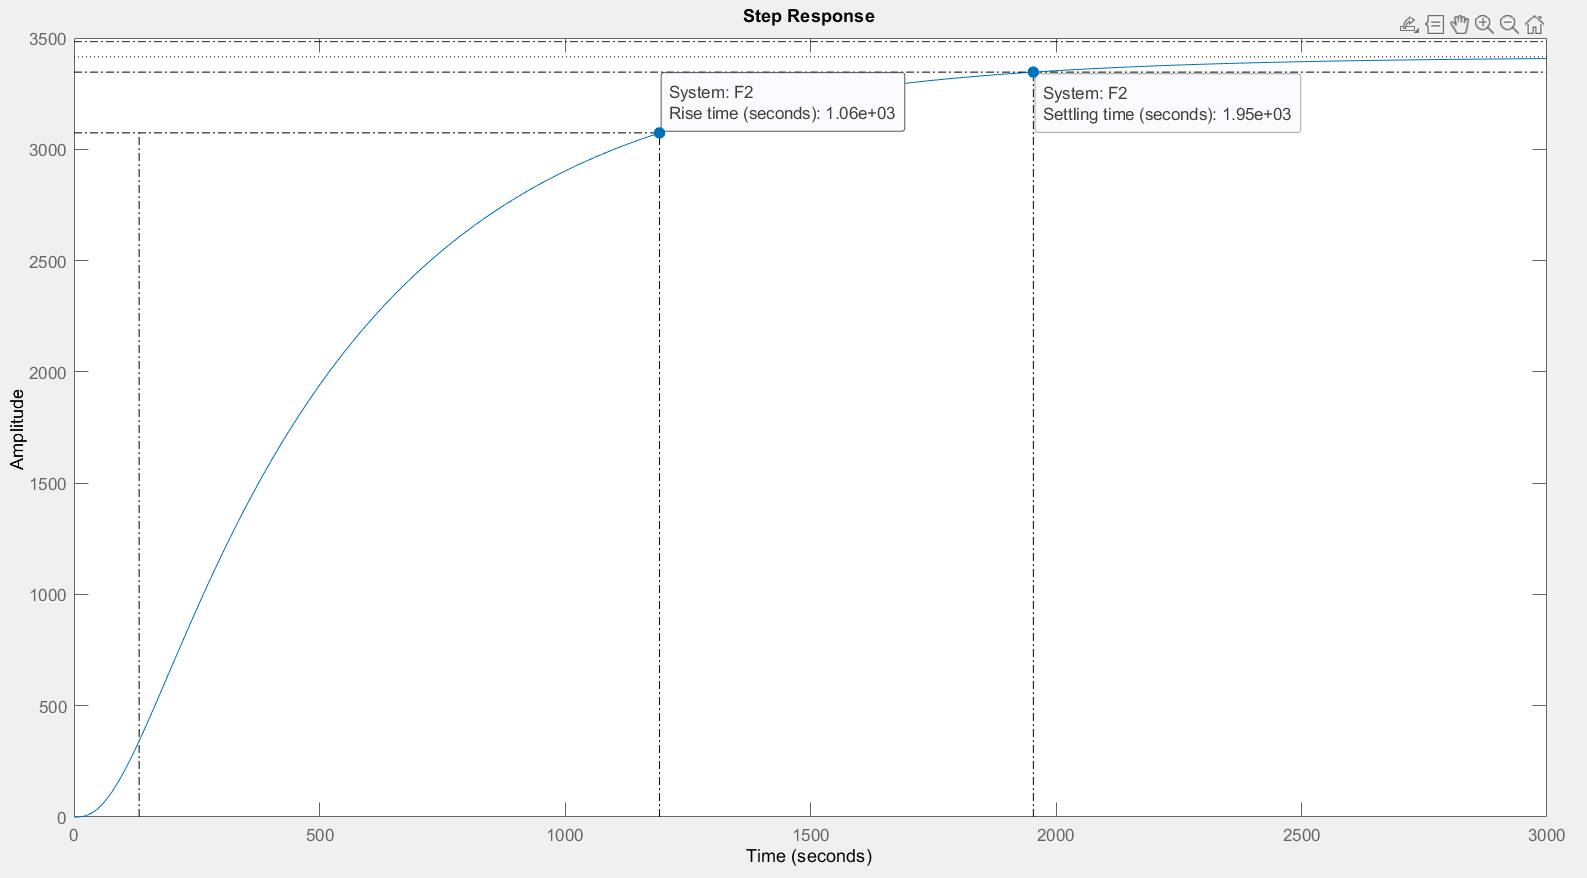 Step Response
3500
3000
2500
2000
1500
1000
500
0
Amplitude
System: F2
Rise time (seconds): 1.06e+03
System: F2
Settling time (seconds): 1.95e+03
0
500
1000
1500
2000
2500
3000
Time (seconds)